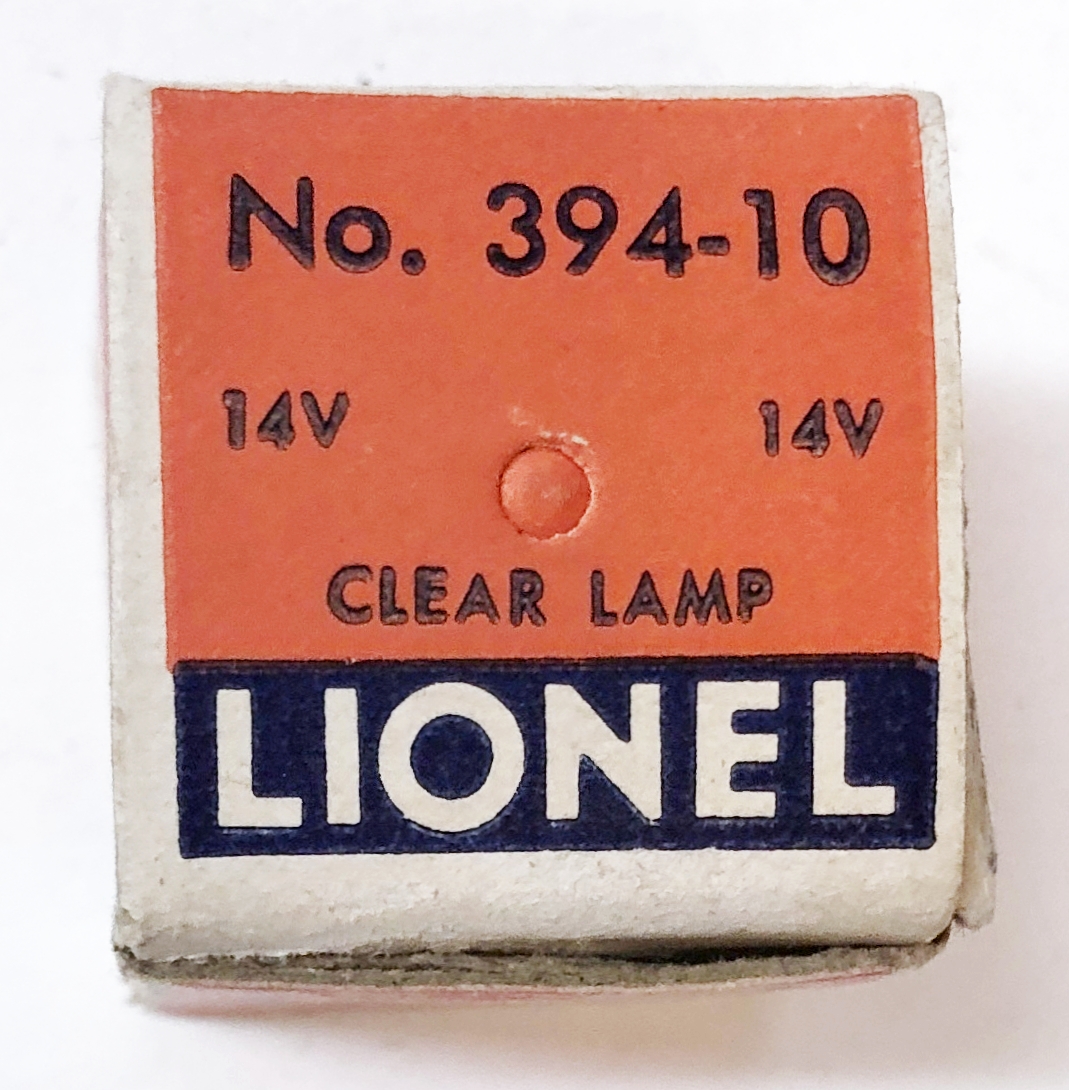 No. 394-10
14V 14V
CLEAR LAMP
LIONEL